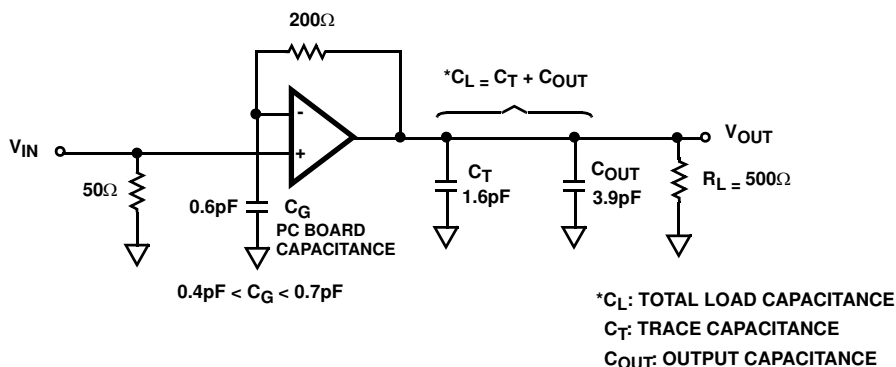 200Ω
*CL = CT + COUT
VIN
-
+
VOUT
50Ω
0.6pF
CG
PC BOARD
CAPACITANCE
CT
1.6pF
COUT
3.9pF
RL = 500Ω
0.4pF < CG < 0.7pF
*CL: TOTAL LOAD CAPACITANCE
CT: TRACE CAPACITANCE
COUT: OUTPUT CAPACITANCE